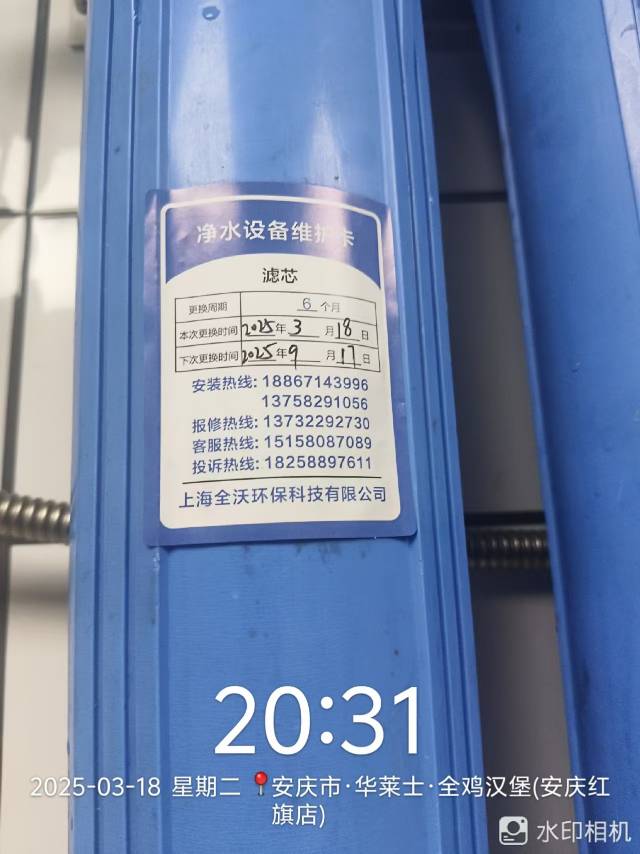 净水设备维护卡
滤芯
更换周期 6 个月
本次更换时间 2025年3月18日
下次更换时间 2025年9月17日
安装热线: 18867143996
13758291056
报修热线: 13732292730
客服热线: 15158087089
投诉热线: 18258897611
上海全沃环保科技有限公司
20:31
2025-03-18 星期二 安庆市·华莱士·全鸡汉堡(安庆红
旗店)
水印相机